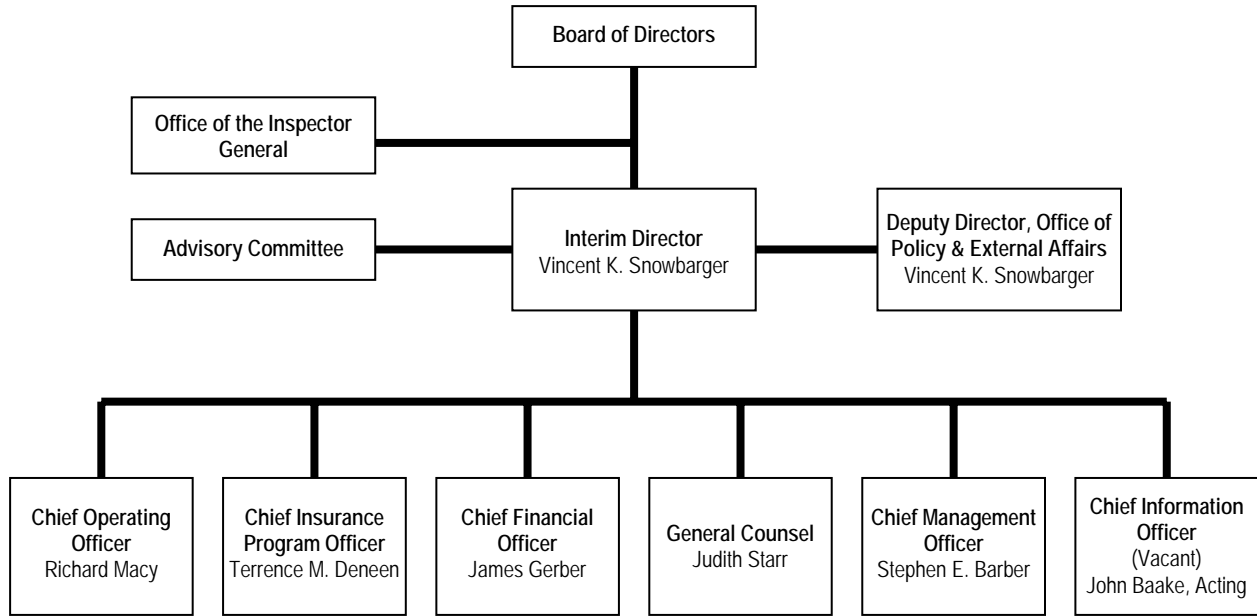 Board of Directors
Office of the Inspector
General
Advisory Committee
Interim Director
Vincent K. Snowbarger
Deputy Director, Office of
Policy & External Affairs
Vincent K. Snowbarger
Chief Operating
Officer
Richard Macy
Chief Insurance
Program Officer
Terrence M. Deneen
Chief Financial
Officer
James Gerber
General Counsel
Judith Starr
Chief Management
Officer
Stephen E. Barber
Chief Information
Officer
(Vacant)
John Baake, Acting